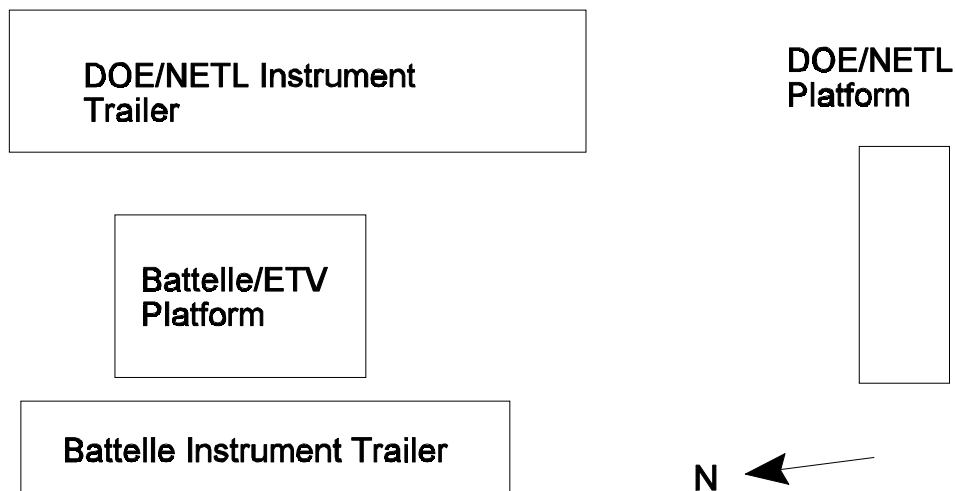 DOE/NETL Instrument
Trailer
DOE/NETL
Platform
Battelle/ETV
Platform
Battelle Instrument Trailer
N